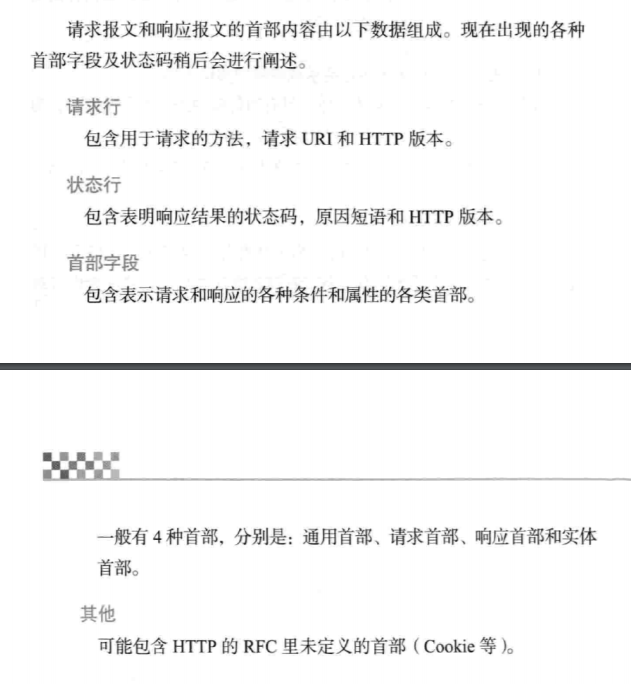 请求报文和响应报文的首部内容由以下数据组成。现在出现的各种
首部字段及状态码稍后会进行阐述。
请求行
包含用于请求的方法，请求 URI 和 HTTP 版本。
状态行
包含表明响应结果的状态码，原因短语和 HTTP 版本。
首部字段
包含表示请求和响应的各种条件和属性的各类首部。
一般有 4 种首部，分别是：通用首部、请求首部、响应首部和实体
首部。
其他
可能包含 HTTP 的 RFC 里未定义的首部（Cookie 等）。